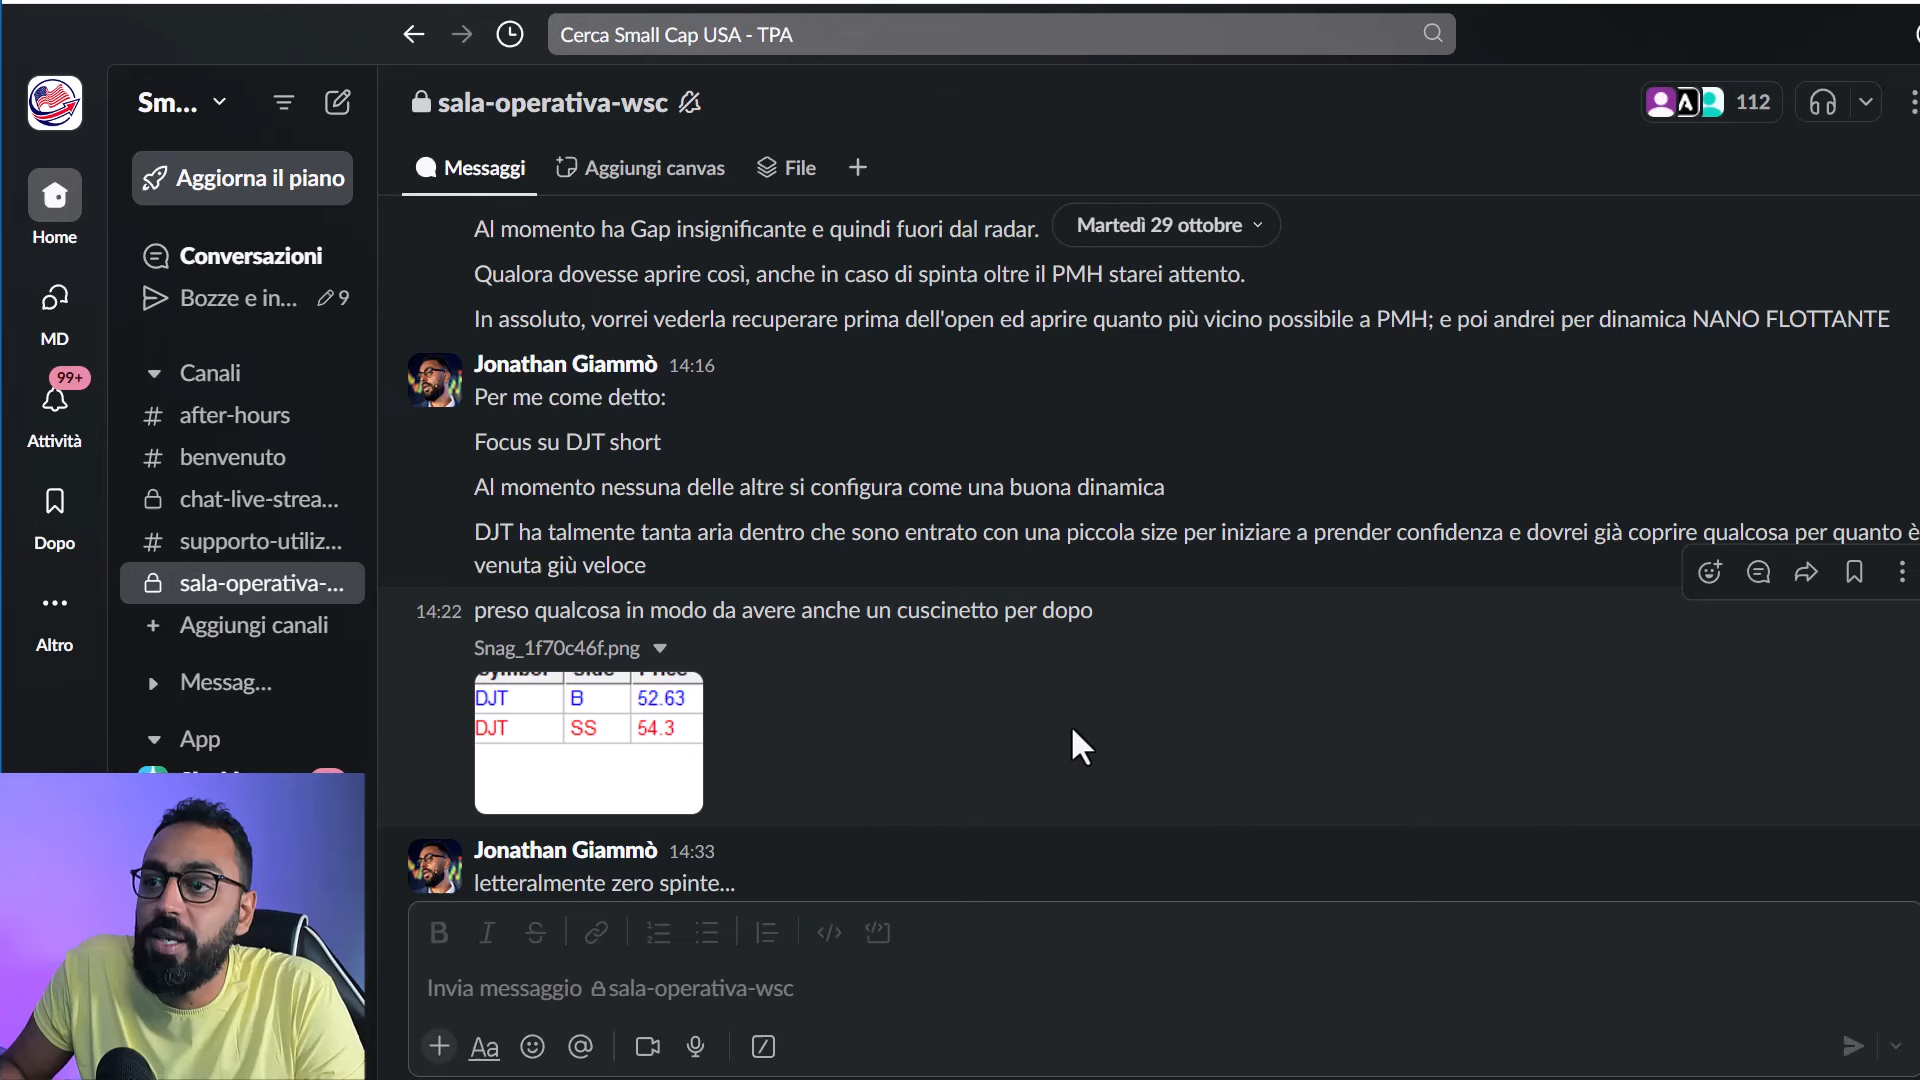 Cerca Small Cap USA - TPA
Sm...
sala-operativa-wsc
112
Aggiorna il piano
Messaggi
Aggiungi canvas
File
Home
MD
99+
Attività
Dopo
Altro
Conversazioni
Bozze e in... 9
Canali
after-hours
benvenuto
chat-live-strea...
supporto-utiliz...
sala-operativa-...
Aggiungi canali
Messag...
App
Martedì 29 ottobre
Al momento ha Gap insignificante e quindi fuori dal radar.
Qualora dovesse aprire così, anche in caso di spinta oltre il PMH starei attento.
In assoluto, vorrei vederla recuperare prima dell'open ed aprire quanto più vicino possibile a PMH; e poi andrei per dinamica NANO FLOTTANTE
Jonathan Giammò 14:16
Per me come detto:
Focus su DJT short
Al momento nessuna delle altre si configura come una buona dinamica
DJT ha talmente tanta aria dentro che sono entrato con una piccola size per iniziare a prender confidenza e dovrei già coprire qualcosa per quanto è
venuta giù veloce
14:22 preso qualcosa in modo da avere anche un cuscinetto per dopo
Snag_1f70c46f.png
Symbol Side Price
DJT B 52.63
DJT SS 54.3
Jonathan Giammò 14:33
letteralmente zero spinte...
B I S
Invia messaggio sala-operativa-wsc
Aa